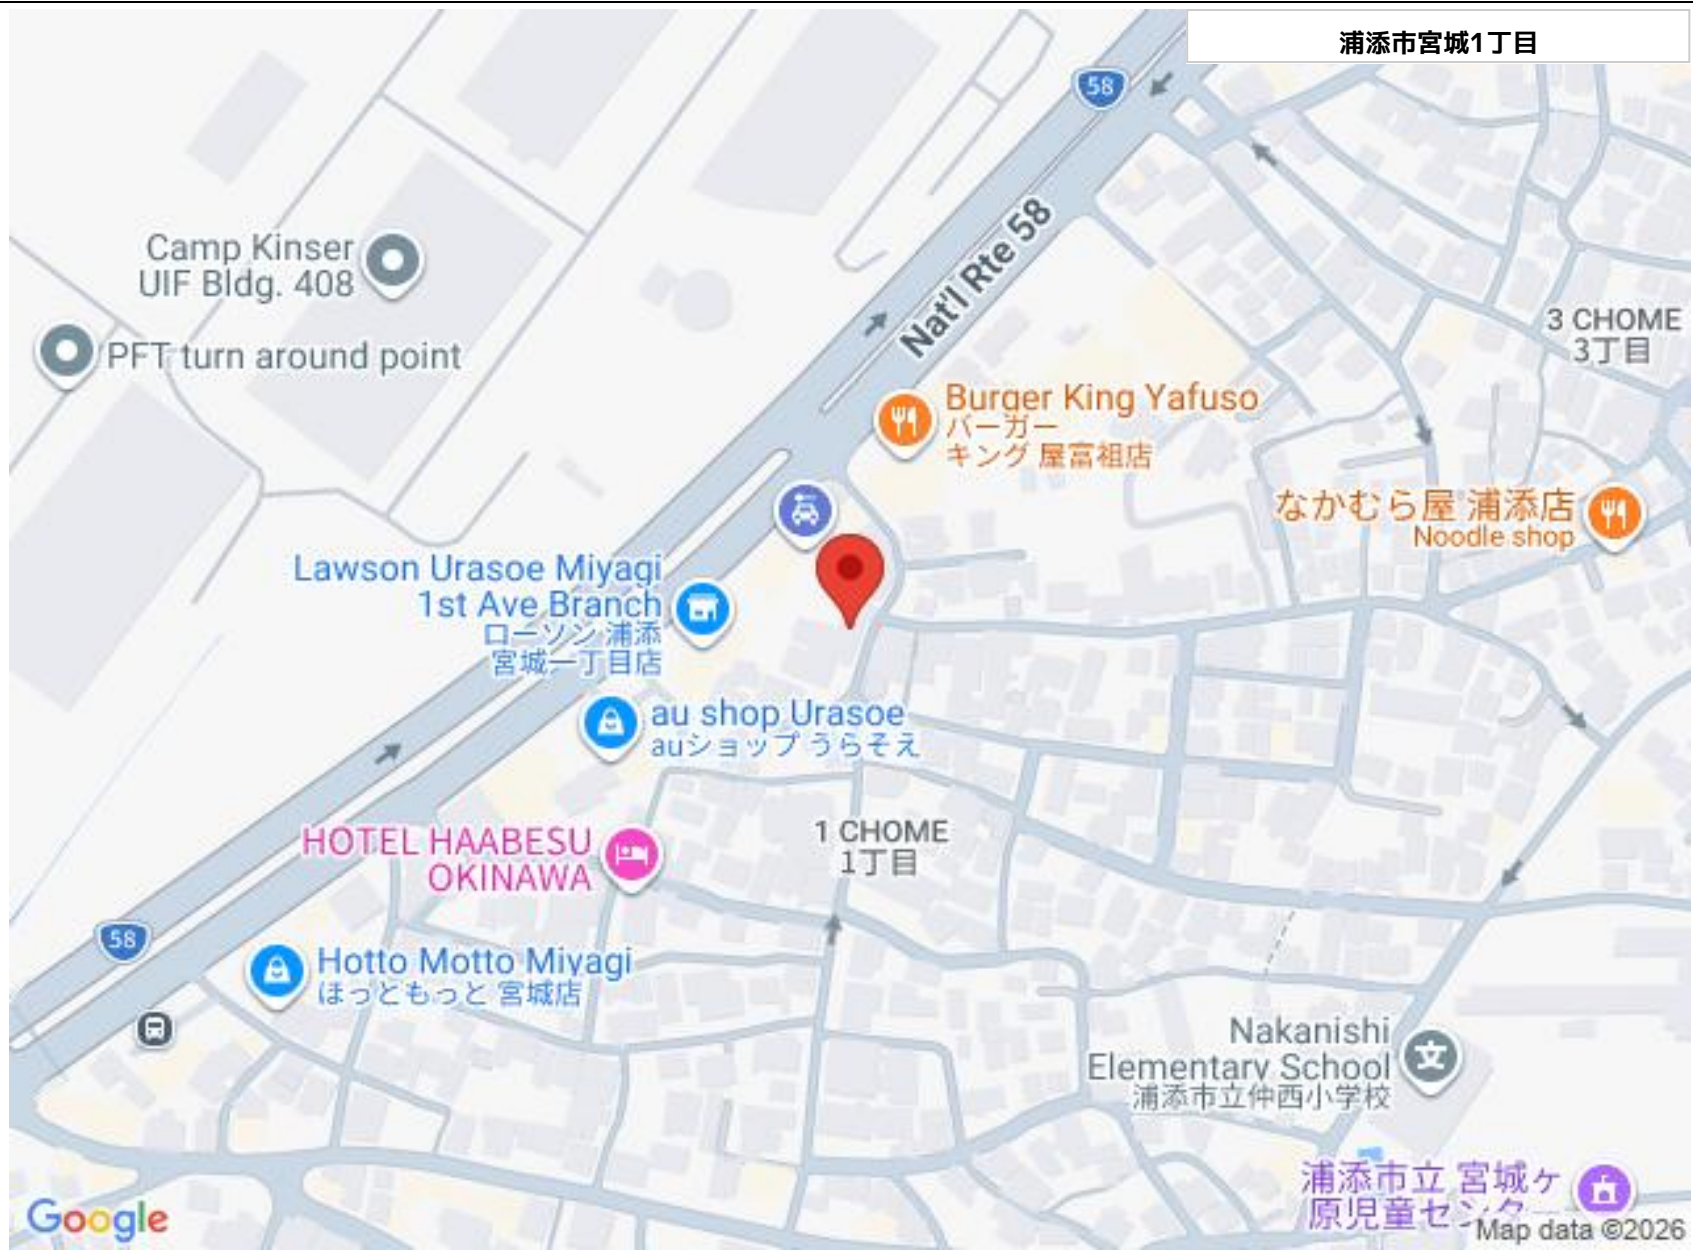 浦添市宮城1丁目
58
Nat'l Rte 58
Camp Kinser
UIF Bldg. 408
PFT turn around point
3 CHOME
3丁目
Burger King Yafuso
バーガー
キング 屋富祖店
なかむら屋 浦添店
Noodle shop
Lawson Urasoe Miyagi
1st Ave Branch
ローソン 浦添
宮城一丁目店
au shop Urasoe
auショップ うらそえ
HOTEL HAABESU
OKINAWA
1 CHOME
1丁目
58
Hotto Motto Miyagi
ほっともっと 宮城店
Nakanishi
Elementary School
浦添市立仲西小学校
文
浦添市立 宮城ヶ
原児童センター
Google
Map data ©2026